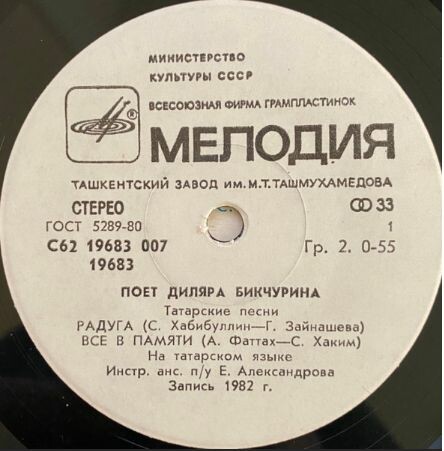 МИНИСТЕРСТВО
КУЛЬТУРЫ СССР
ВСЕСОЮЗНАЯ ФИРМА ГРАМПЛАСТИНОК
®
МЕЛОДИЯ
ТАШКЕНТСКИЙ ЗАВОД ИМ. М. Т. ТАШМУХАМЕДОВА
СТЕРЕО 33
ГОСТ 5289-80 1
С62 19683 007 Гр. 2. 0-55
19683
ПОЕТ ДИЛЯРА БИКЧУРИНА
Татарские песни
РАДУГА (С. Хабибуллин—Г. Зайнашева)
ВСЕ В ПАМЯТИ (А. Фаттах—С. Хаким)
На татарском языке
Инстр. анс. п/у Е. Александрова
Запись 1982 г.